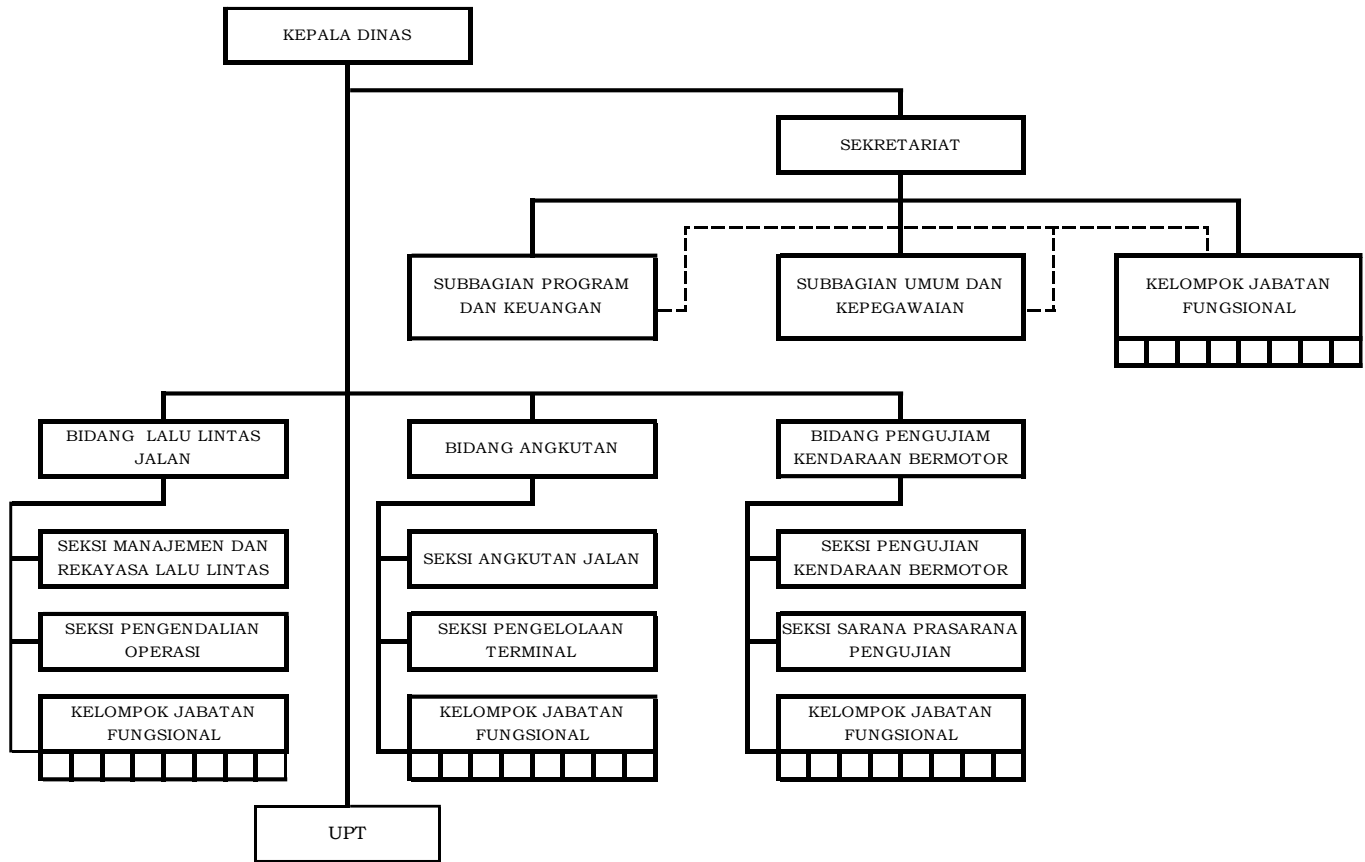 KEPALA DINAS
SEKRETARIAT
SUBBAGIAN PROGRAM
DAN KEUANGAN
SUBBAGIAN UMUM DAN
KEPEGAWAIAN
KELOMPOK JABATAN
FUNGSIONAL
BIDANG LALU LINTAS
JALAN
BIDANG ANGKUTAN
BIDANG PENGUJIAM
KENDARAAN BERMOTOR
SEKSI MANAJEMEN DAN
REKAYASA LALU LINTAS
SEKSI ANGKUTAN JALAN
SEKSI PENGUJIAN
KENDARAAN BERMOTOR
SEKSI PENGENDALIAN
OPERASI
SEKSI PENGELOLAAN
TERMINAL
SEKSI SARANA PRASARANA
PENGUJIAN
KELOMPOK JABATAN
FUNGSIONAL
KELOMPOK JABATAN
FUNGSIONAL
KELOMPOK JABATAN
FUNGSIONAL
UPT